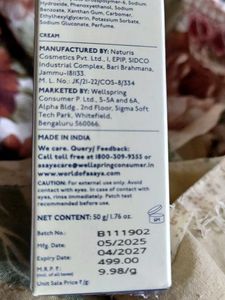 Hydroxide, Phenoxyethanol, Sodium
Benzoate, Xanthan Gum, Carbomer,
Ethylhexylglycerin, Potassium Sorbate,
Sodium Gluconate, Perfume.
CREAM
MANUFACTURED BY: Naturis
Cosmetics Pvt. Ltd., 1, EPIP, SIDCO
Industrial Complex, Bari Brahmana,
Jammu-181133.
M. L. No.: JK/21-22/COS-8/334
MARKETED BY: Wellspring
Consumer P. Ltd., 5-5A and 6A,
Alpha Bldg., 2nd Floor, Sigma Soft
Tech Park, Whitefield,
Bengaluru 560066.
MADE IN INDIA
We care. Query/ Feedback:
Call toll free at 1800-309-9355 or
asayacare@wellspringconsumer.in
www.worldofasaya.com
CAUTION: For external use only. Avoid
contact with eyes. In case of contact with
eyes, rinse immediately. Patch test
recommended before use.
NET CONTENT: 50 g/1.76 oz.
Batch No. B111902
Mfg. Date 05/2025
Expiry Date 04/2027
M.R.P. ₹ 499.00
(Incl. of all taxes)
Unit Sale Price ₹/g: 9.98/g